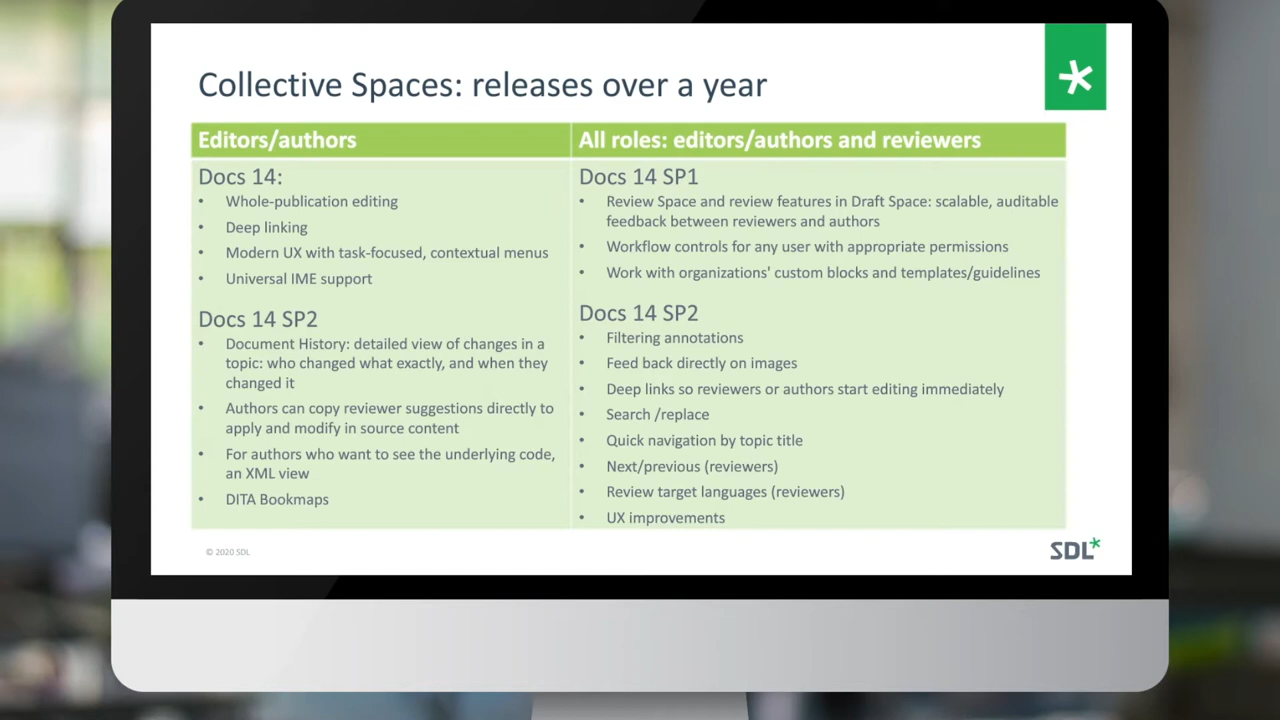 Collective Spaces: releases over a year
Editors/authors
Docs 14:
• Whole-publication editing
• Deep linking
• Modern UX with task-focused, contextual menus
• Universal IME support
Docs 14 SP2
• Document History: detailed view of changes in a
topic: who changed what exactly, and when they
changed it
• Authors can copy reviewer suggestions directly to
apply and modify in source content
• For authors who want to see the underlying code,
an XML view
• DITA Bookmaps
All roles: editors/authors and reviewers
Docs 14 SP1
• Review Space and review features in Draft Space: scalable, auditable
feedback between reviewers and authors
• Workflow controls for any user with appropriate permissions
• Work with organizations' custom blocks and templates/guidelines
Docs 14 SP2
• Filtering annotations
• Feed back directly on images
• Deep links so reviewers or authors start editing immediately
• Search /replace
• Quick navigation by topic title
• Next/previous (reviewers)
• Review target languages (reviewers)
• UX improvements
© 2020 SDL
SDL*